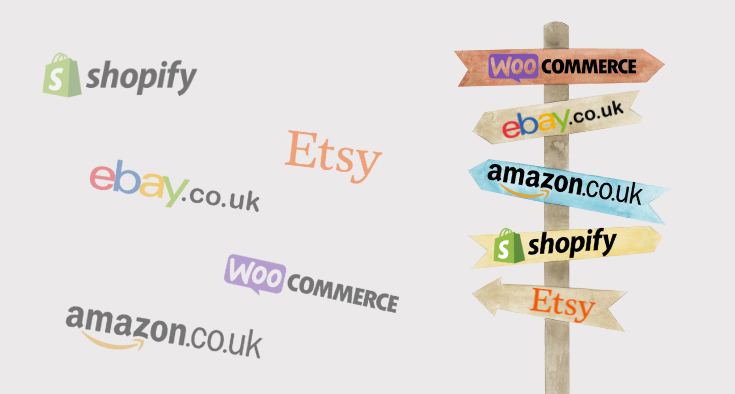 shopify
Etsy
ebay.co.uk
WOO COMMERCE
amazon.co.uk
WOO COMMERCE
ebay.co.uk
amazon.co.uk
S shopify
Etsy